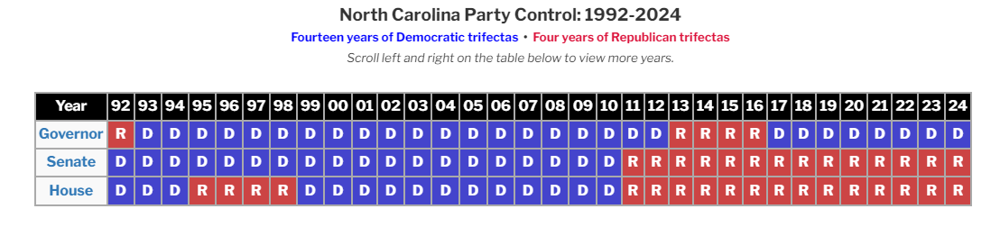 North Carolina Party Control: 1992-2024
Fourteen years of Democratic trifectas • Four years of Republican trifectas
Scroll left and right on the table below to view more years.
Year 92 93 94 95 96 97 98 99 00 01 02 03 04 05 06 07 08 09 10 11 12 13 14 15 16 17 18 19 20 21 22 23 24
Governor R D D D D D D D D D D D D D D D D D D D D R R R R D D D D D D D D
Senate D D D D D D D D D D D D D D D D D D D R R R R R R R R R R R R R R
House D D D R R R R D D D D D D D D D D D D R R R R R R R R R R R R R R